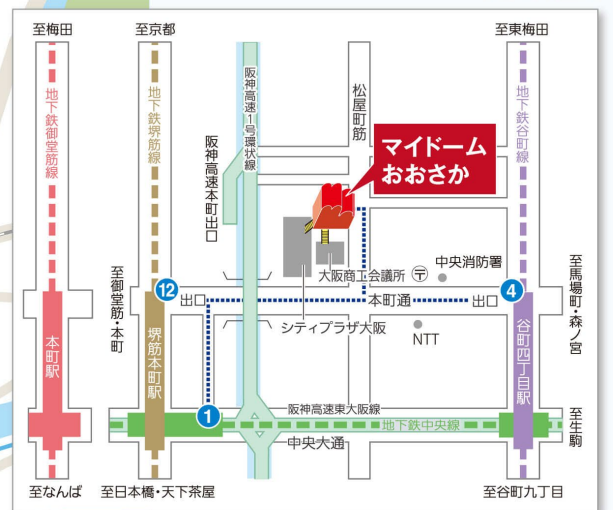 至梅田
至京都
至東梅田
地下鉄御堂筋線
地下鉄堺筋線
阪神高速本町出口
阪神高速1号環状線
松屋町筋
地下鉄谷町線
マイドーム
おおさか
至御堂筋・本町
12
出口
大阪商工会議所
〒
中央消防署
本町通
出口
4
至馬場町・森ノ宮
シティプラザ大阪
NTT
本町駅
堺筋本町駅
谷町四丁目駅
1
阪神高速東大阪線
地下鉄中央線
中央大通
至生駒
至なんば
至日本橋・天下茶屋
至谷町九丁目